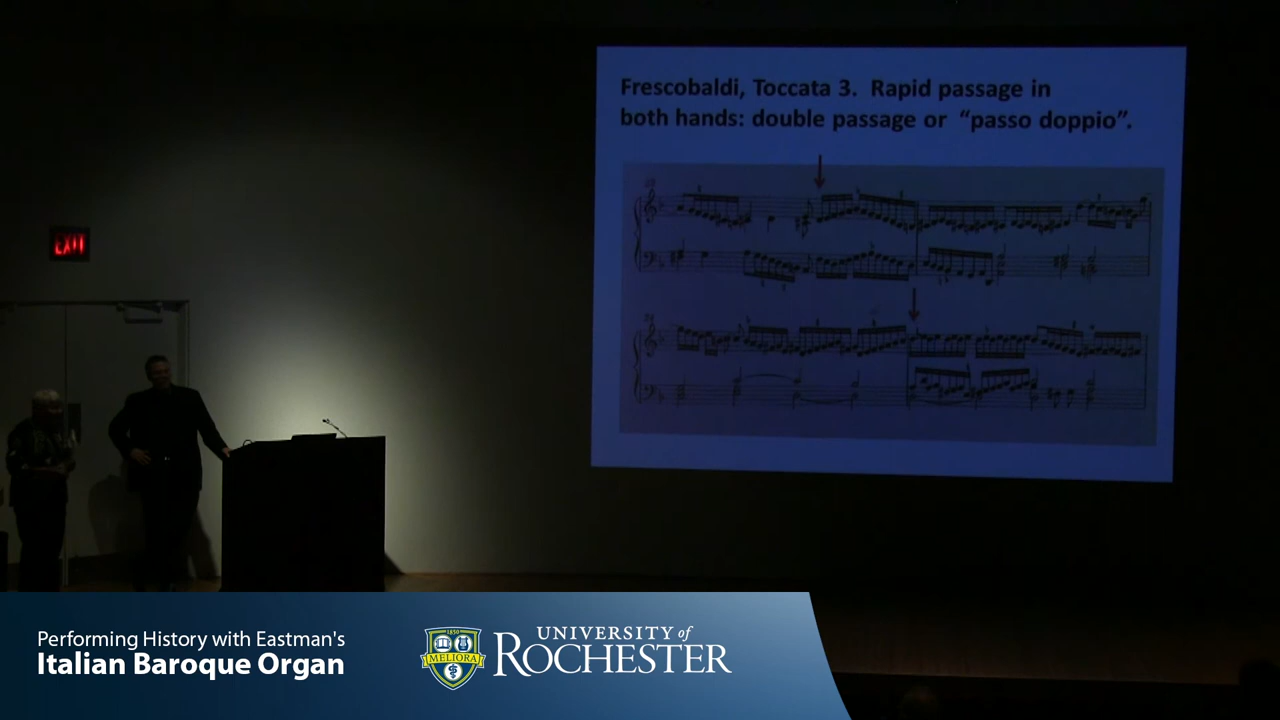 Frescobaldi, Toccata 3. Rapid passage in
both hands: double passage or “passo doppio”.
EXIT
Performing History with Eastman's
Italian Baroque Organ
1850
MELIORA
UNIVERSITY of
ROCHESTER